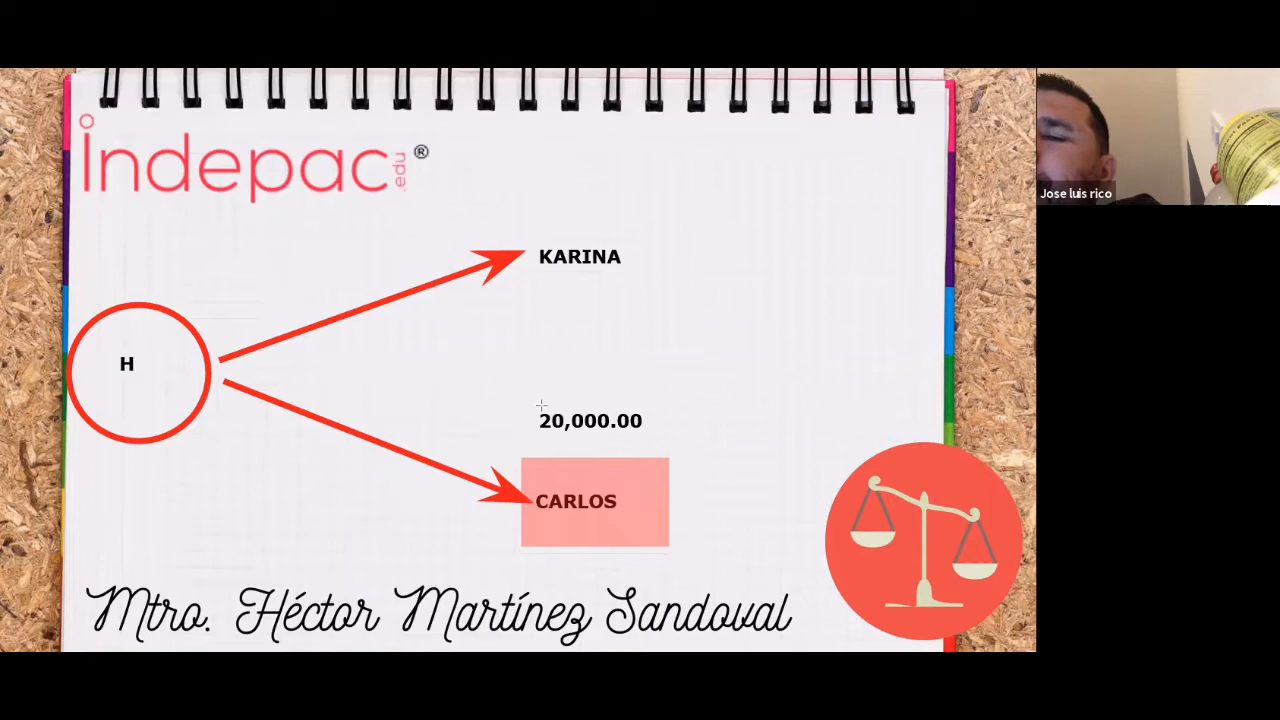 indepac .edu ®
KARINA
H
20,000.00
CARLOS
Mtro. Héctor Martínez Sandoval
Jose luis rico